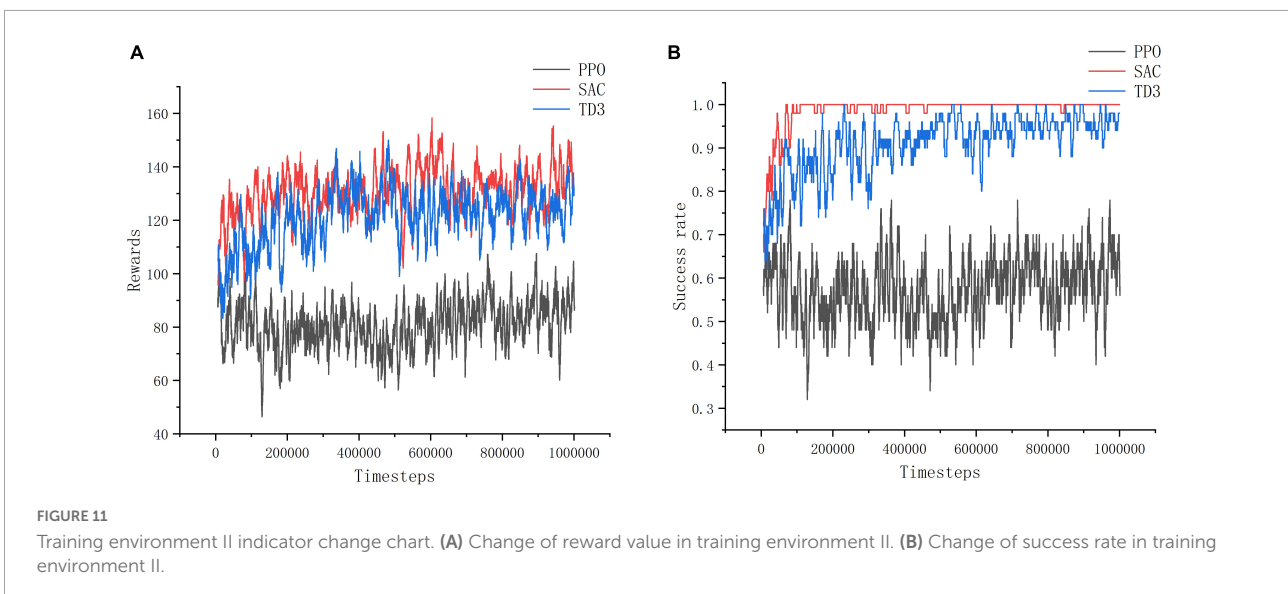 A
PPO
SAC
TD3
160
140
120
100
80
60
40
Rewards
0
200000
400000
600000
800000
1000000
Timesteps
B
PPO
SAC
TD3
1.0
0.9
0.8
0.7
0.6
0.5
0.4
0.3
Success rate
0
200000
400000
600000
800000
1000000
Timesteps
FIGURE 11
Training environment II indicator change chart. (A) Change of reward value in training environment II. (B) Change of success rate in training
environment II.